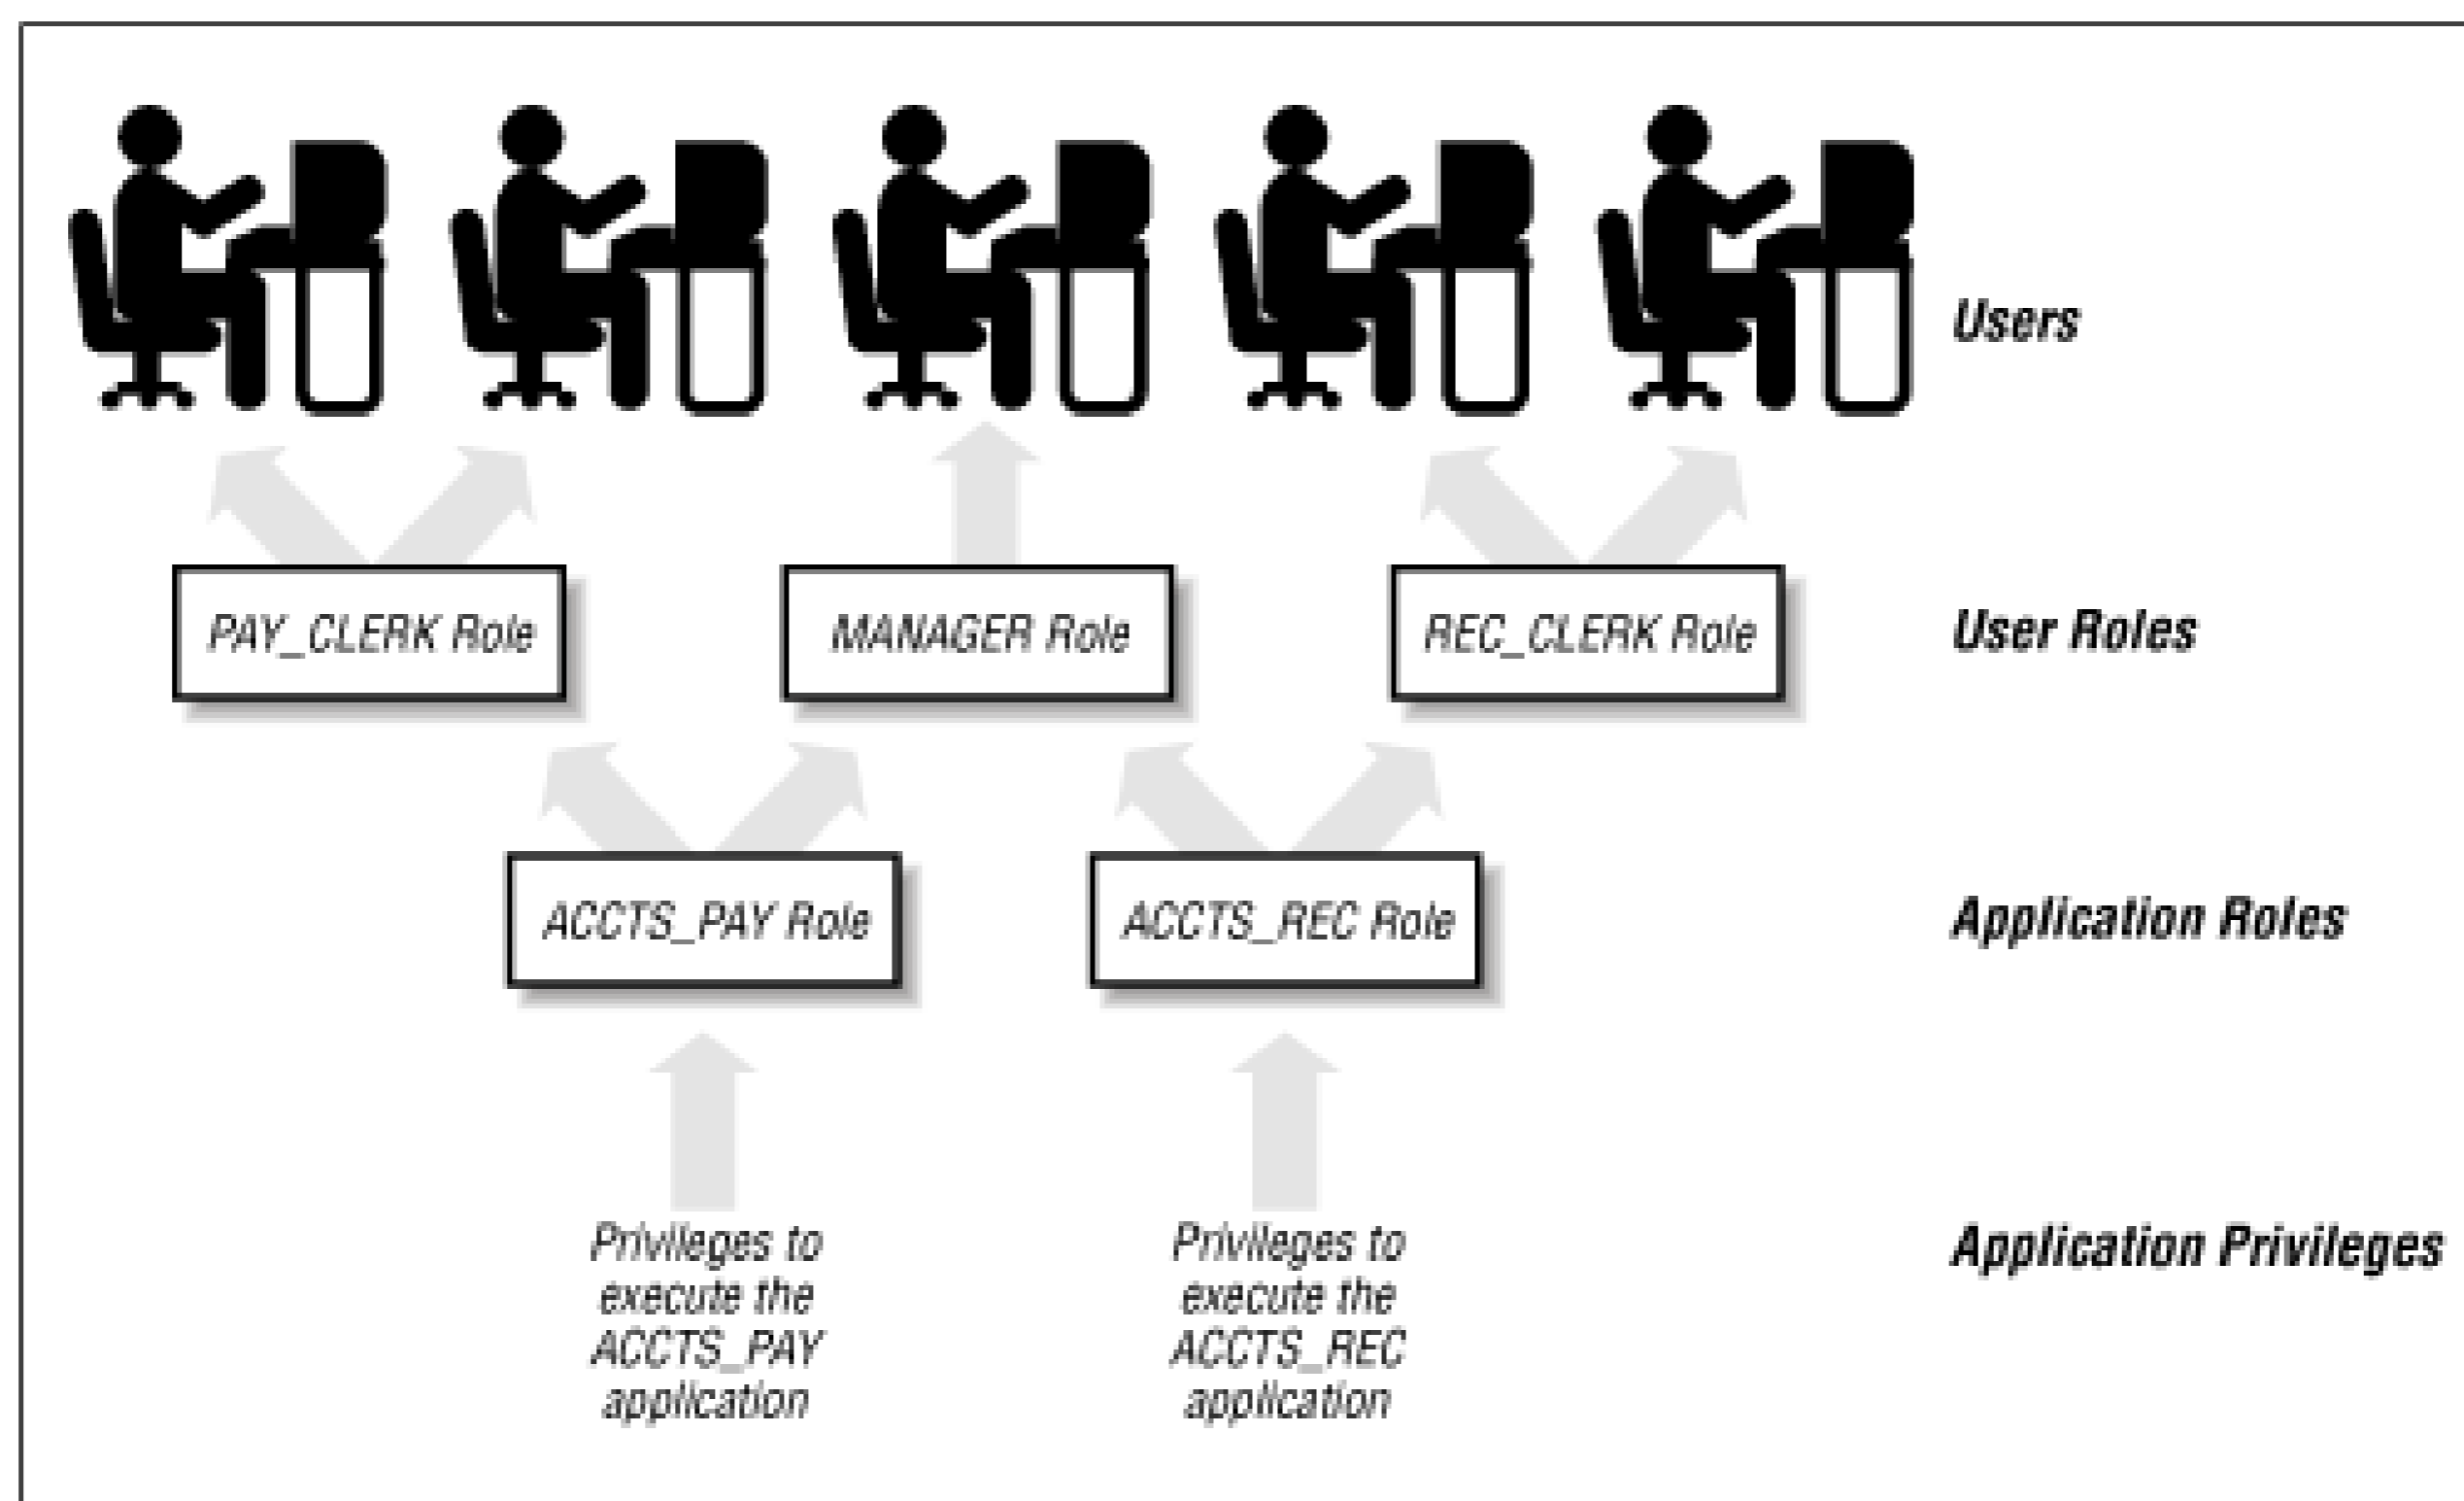 Users
PAY_CLERK Role
MANAGER Role
REC_CLERK Role
User Roles
ACCTS_PAY Role
ACCTS_REC Role
Application Roles
Privileges to
execute the
ACCTS_PAY
application
Privileges to
execute the
ACCTS_REC
application
Application Privileges